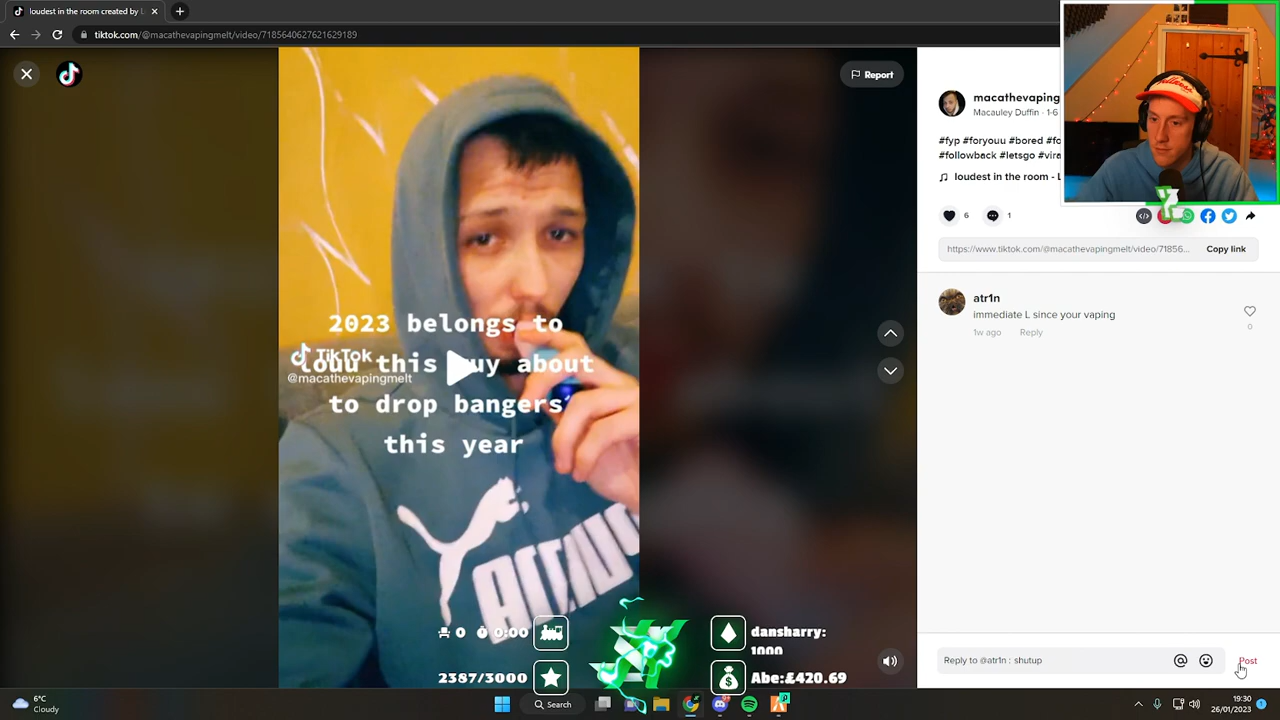 loudest in the room created by L
tiktok.com/@macathevapingmelt/video/7185640627621629189
Report
macathevaping
Macauley Duffin · 1-6
#fyp #foryouu #bored #fo
#followback #letsgo #vira
loudest in the room - L
6
1
https://www.tiktok.com/@macathevapingmelt/video/71856...
Copy link
atr1n
immediate L since your vaping
1w ago
Reply
0
2023 belongs to
this guy about
to drop bangers
this year
TikTok
@macathevapingmelt
PUMA
0
0:00
dansharry:
1000
2387/3000
Abe:£420.69
Reply to @atr1n : shutup
Post
6°C
Cloudy
Search
19:30
26/01/2023